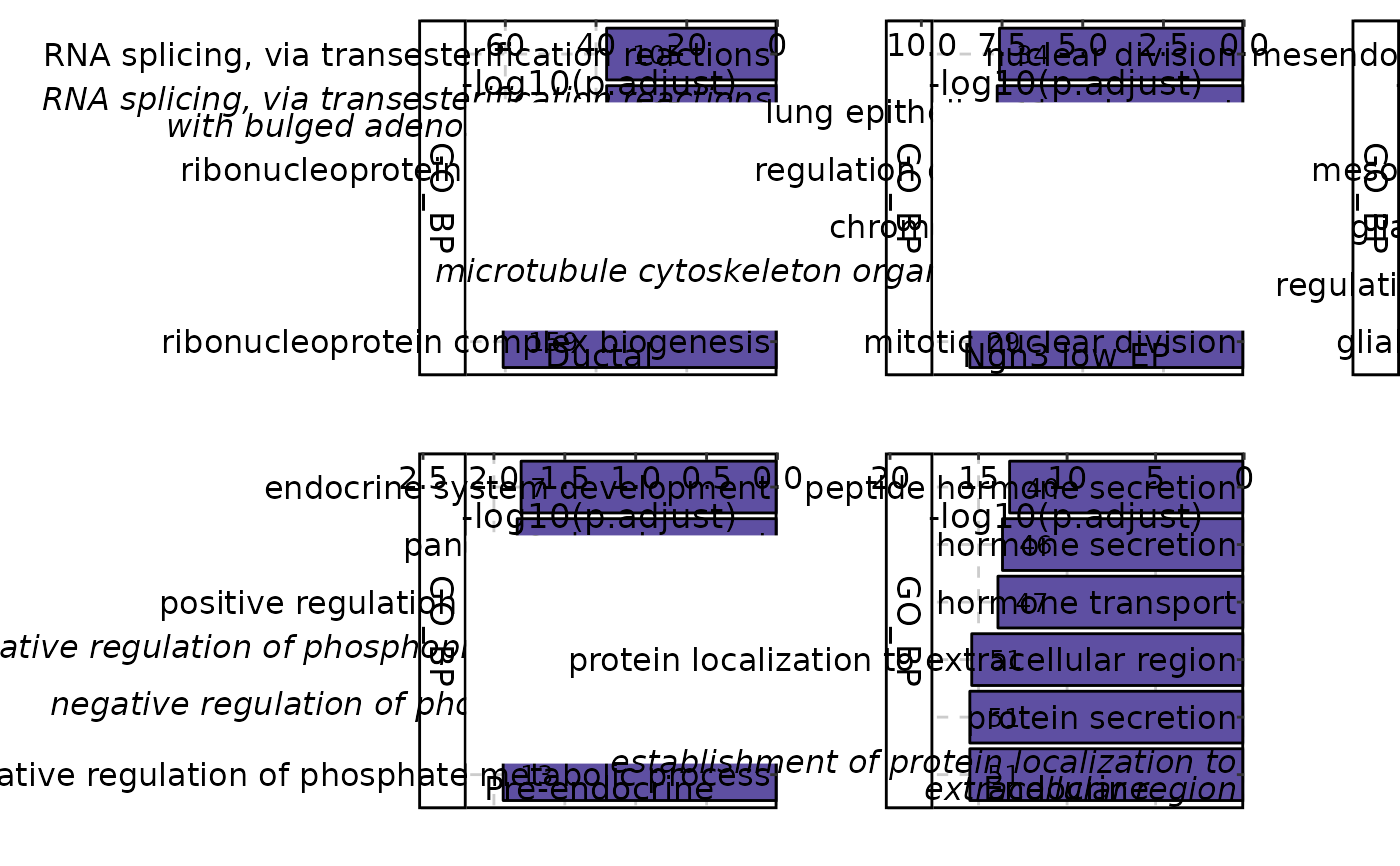 60 40 20 0
RNA splicing, via transesterification reactions
105
-log10(p.adjust)
RNA splicing, via transesterification reactions
with bulged adeno
ribonucleoprotein
GO_BP
ribonucleoprotein complex biogenesis
159
Ductal
10.0 7.5 5.0 2.5 0.0
nuclear division
34
-log10(p.adjust)
lung epithe
regulation
chrom
GO_BP
microtubule cytoskeleton organ
mitotic nuclear division
29
Ngn3 low EP
mesendo
meso
GO_BP
glia
regulati
glia
2.5 2.0 1.5 1.0 0.5 0.0
endocrine system development
7
-log10(p.adjust)
pan
positive regulation
GO_BP
ative regulation of phosphor
negative regulation of pho
ative regulation of phosphate metabolic process
13
Pre-endocrine
20 15 10 5 0
peptide hormone secretion
40
-log10(p.adjust)
hormone secretion
46
hormone transport
47
GO_BP
protein localization to extracellular region
51
protein secretion
51
establishment of protein localization to
extracellular region
51
Endocrine